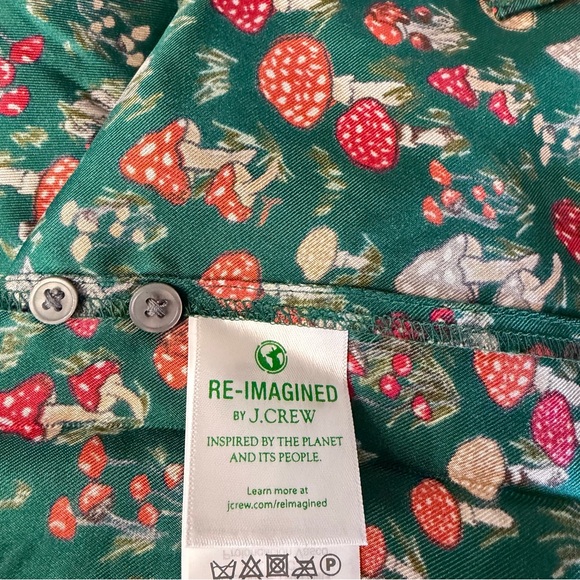 RE-IMAGINED
BY J.CREW
INSPIRED BY THE PLANET
AND ITS PEOPLE.
Learn more at
jcrew.com/reimagined
P